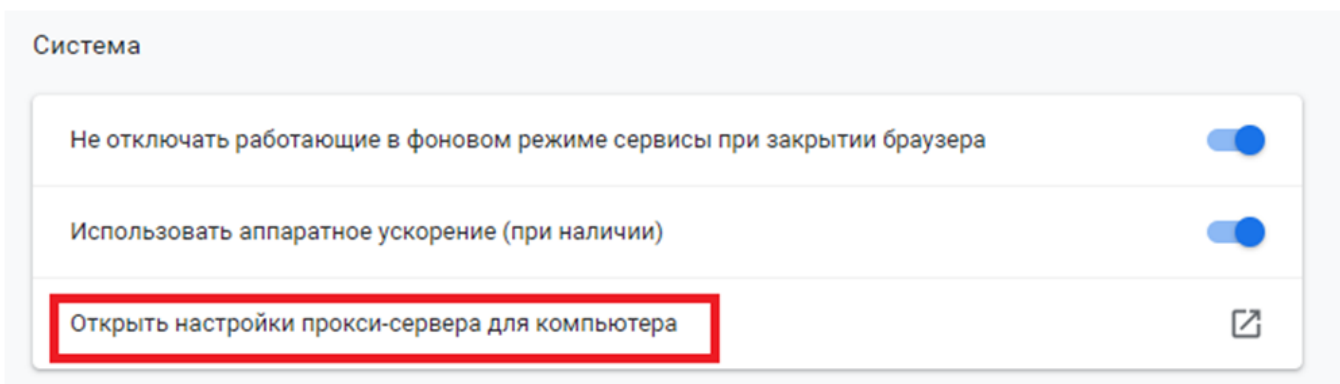 Система
Не отключать работающие в фоновом режиме сервисы при закрытии браузера
Использовать аппаратное ускорение (при наличии)
Открыть настройки прокси-сервера для компьютера